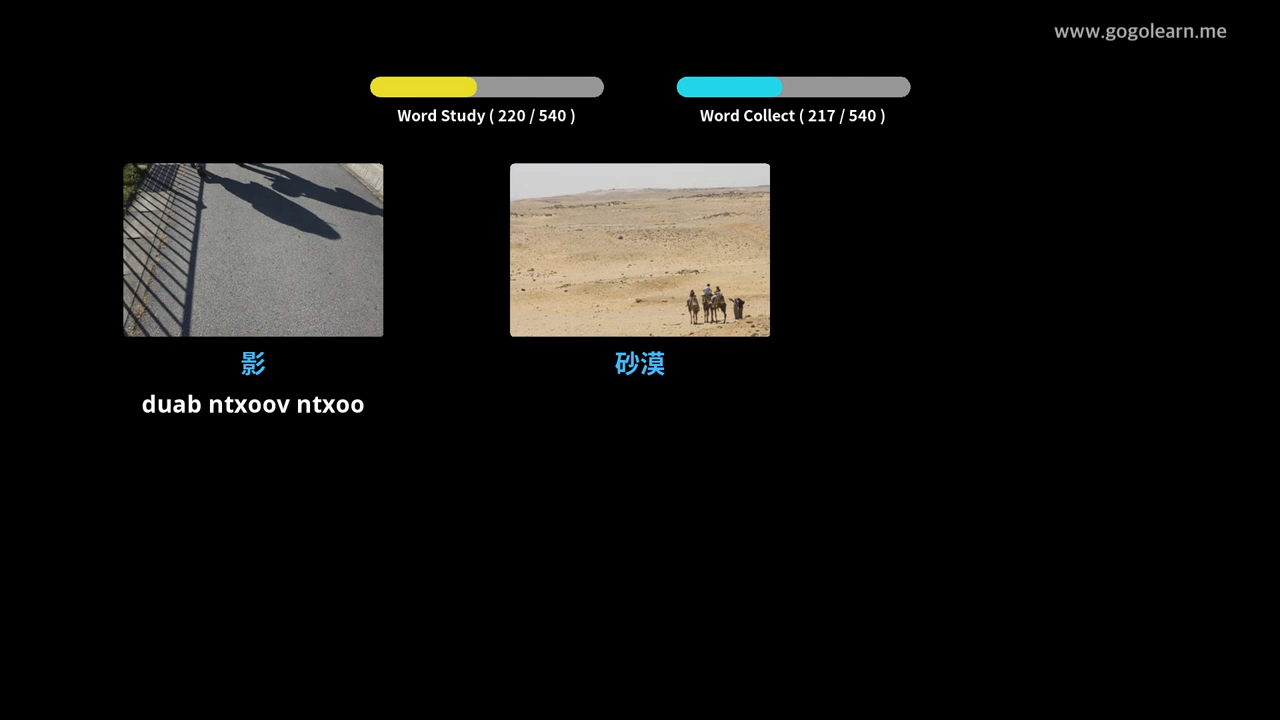 www.gogolearn.me
Word Study ( 220 / 540 )
Word Collect ( 217 / 540 )
影
砂漠
duab ntxoov ntxoo